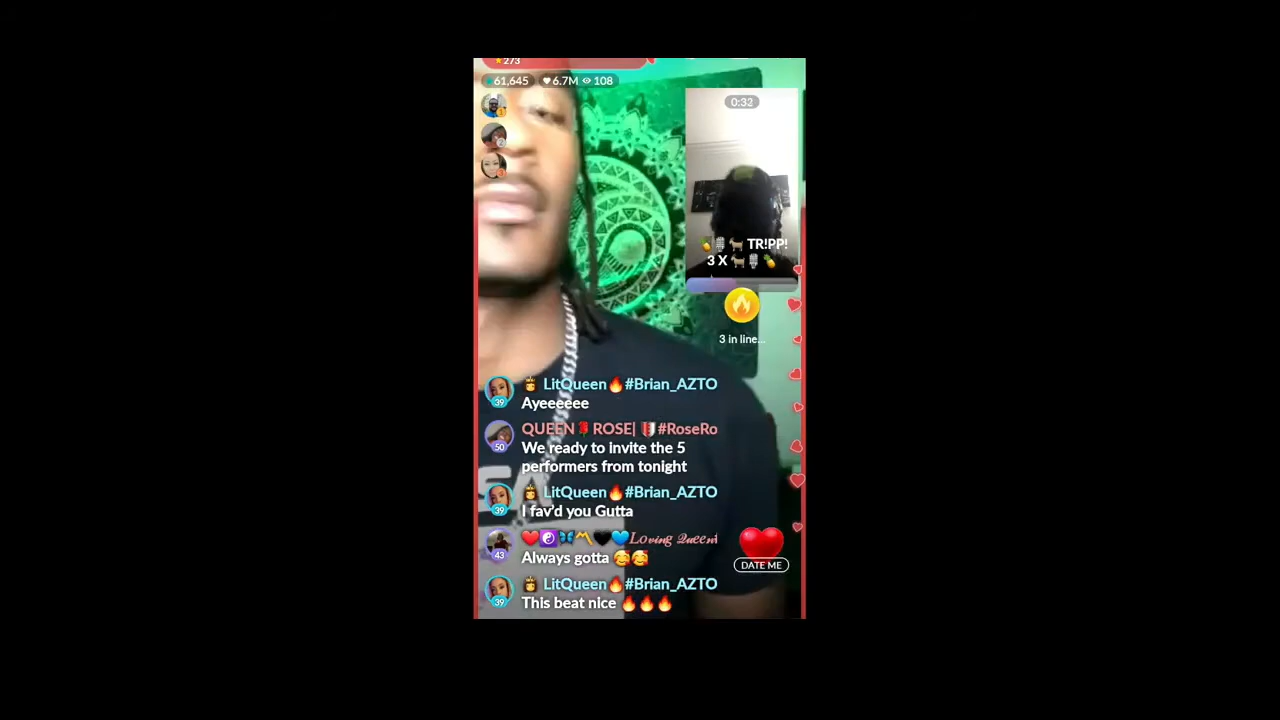 ★273
61,645 ♥6.7M 108
0:32
🍍🎙🐐 TR!PP!
3 X 🐐🎙🍍
3 in line...
👸 LitQueen🔥#Brian_AZTO
39
Ayeeeeee
QUEEN🌹ROSE| #RoseRo
50
We ready to invite the 5
performers from tonight
👸 LitQueen🔥#Brian_AZTO
39
I fav'd you Gutta
❤️☯️🦋〽️🖤💙Loving Queen
43
Always gotta 🥰🥰
DATE ME
👸 LitQueen🔥#Brian_AZTO
39
This beat nice 🔥🔥🔥